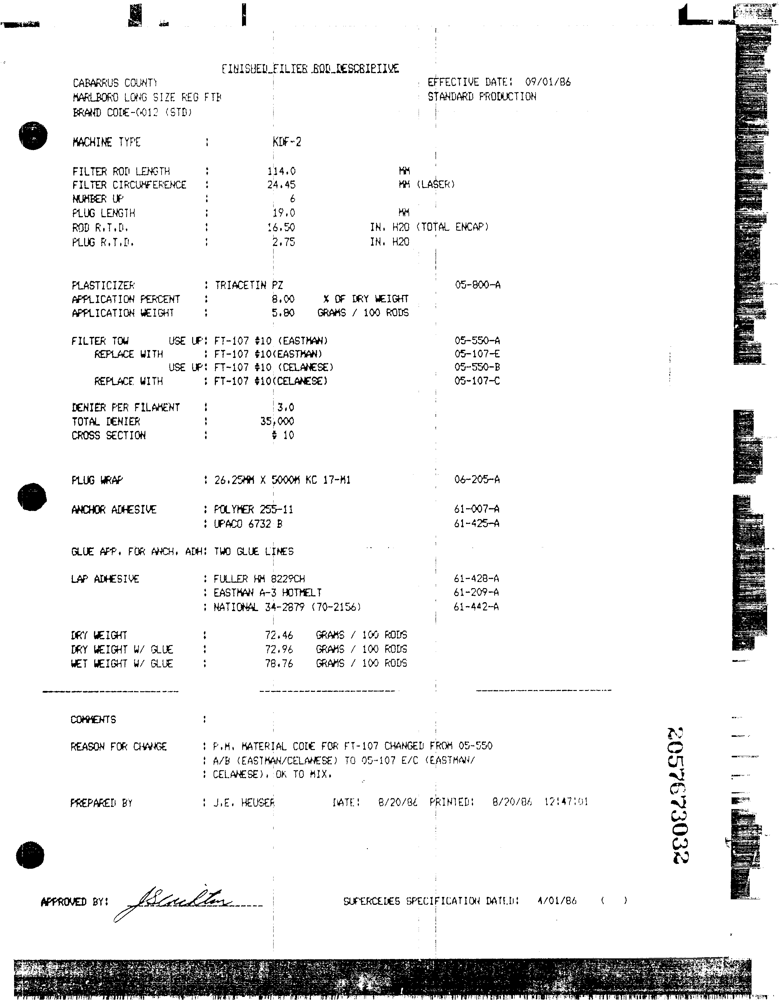 FINISHED FILTER ROD DESCRIPTIVE
CABARRUS COUNTY EFFECTIVE DATE: 09/01/86
MARLBORO LONG SIZE REG FTB STANDARD PRODUCTION
BRAND CODE-G012 (STD)
MACHINE TYPE : KDF-2
FILTER ROD LENGTH : 114.0 MM
FILTER CIRCUMFERENCE : 24.45 MM (LASER)
NUMBER UP : 6
PLUG LENGTH : 19.0 MM
ROD R.T.D. : 16.50 IN. H20 (TOTAL ENCAP)
PLUG R.T.D. : 2.75 IN. H20
PLASTICIZER : TRIACETIN PZ 05-800-A
APPLICATION PERCENT : 8.00 % OF DRY WEIGHT
APPLICATION WEIGHT : 5.80 GRAMS / 100 RODS
FILTER TOW USE UP: FT-107 #10 (EASTMAN) 05-550-A
REPLACE WITH : FT-107 #10(EASTMAN) 05-107-E
USE UP: FT-107 #10 (CELANESE) 05-550-B
REPLACE WITH : FT-107 #10(CELANESE) 05-107-C
DENIER PER FILAMENT : 3.0
TOTAL DENIER : 35,000
CROSS SECTION : # 10
PLUG WRAP : 26.25MM X 5000M KC 17-M1 06-205-A
ANCHOR ADHESIVE : POLYMER 255-11 61-007-A
: UPACO 6732 B 61-425-A
GLUE APP. FOR ANCH. ADH: TWO GLUE LINES
LAP ADHESIVE : FULLER HM 8229CH 61-428-A
: EASTMAN A-3 HOTMELT 61-209-A
: NATIONAL 34-2879 (70-2156) 61-442-A
DRY WEIGHT : 72.46 GRAMS / 100 RODS
DRY WEIGHT W/ GLUE : 72.96 GRAMS / 100 RODS
WET WEIGHT W/ GLUE : 78.76 GRAMS / 100 RODS
COMMENTS :
REASON FOR CHANGE : P.M. MATERIAL CODE FOR FT-107 CHANGED FROM 05-550
: A/B (EASTMAN/CELANESE) TO 05-107 E/C (EASTMAN/
: CELANESE). OK TO MIX.
PREPARED BY : J.E. HEUSER DATE: 8/20/86 PRINTED: 8/20/86 12:47:01
APPROVED BY: SUPERCEDES SPECIFICATION DATED: 4/01/86 ( )
2057673032